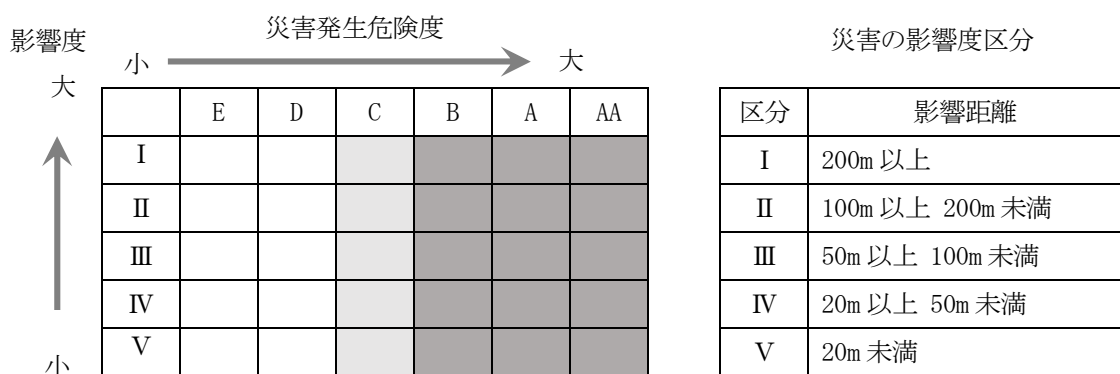 災害発生危険度
影響度
小 大
大
E D C B A AA
Ⅰ
Ⅱ
Ⅲ
Ⅳ
Ⅴ
小
災害の影響度区分
区分 影響距離
Ⅰ 200m 以上
Ⅱ 100m 以上 200m 未満
Ⅲ 50m 以上 100m 未満
Ⅳ 20m 以上 50m 未満
Ⅴ 20m 未満